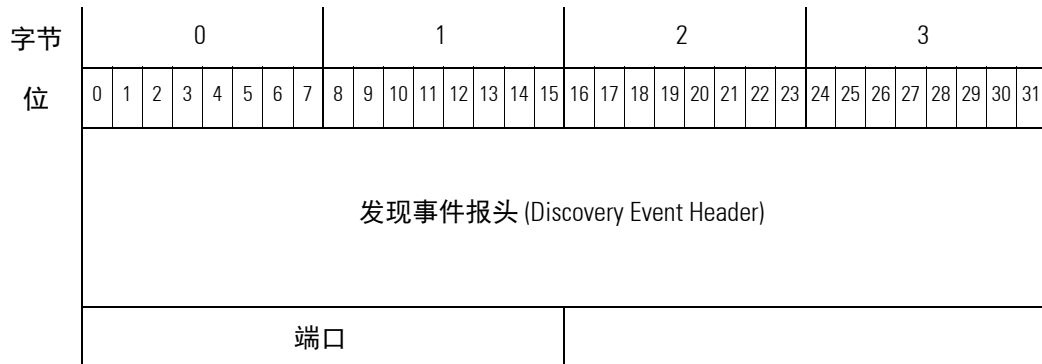 字节 0 1 2 3
位 0 1 2 3 4 5 6 7 8 9 10 11 12 13 14 15 16 17 18 19 20 21 22 23 24 25 26 27 28 29 30 31
发现事件报头 (Discovery Event Header)
端口